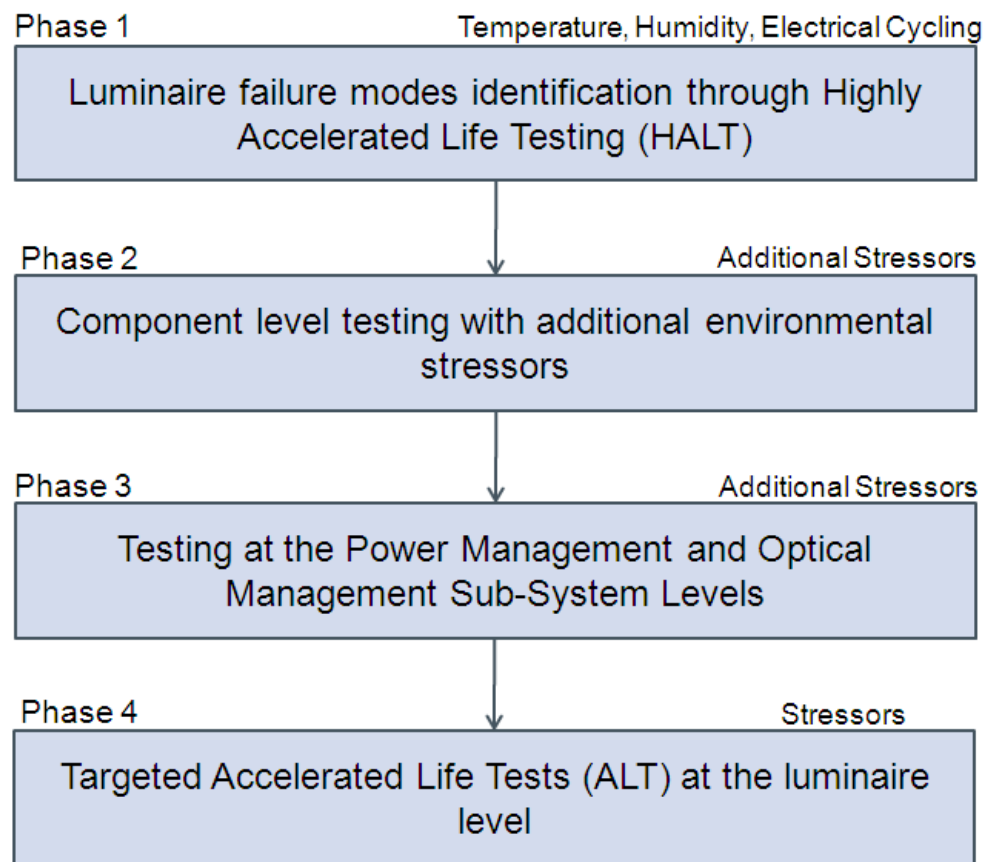 Phase 1
Temperature, Humidity, Electrical Cycling
Luminaire failure modes identification through Highly
Accelerated Life Testing (HALT)
Phase 2
Additional Stressors
Component level testing with additional environmental
stressors
Phase 3
Additional Stressors
Testing at the Power Management and Optical
Management Sub-System Levels
Phase 4
Stressors
Targeted Accelerated Life Tests (ALT) at the luminaire
level